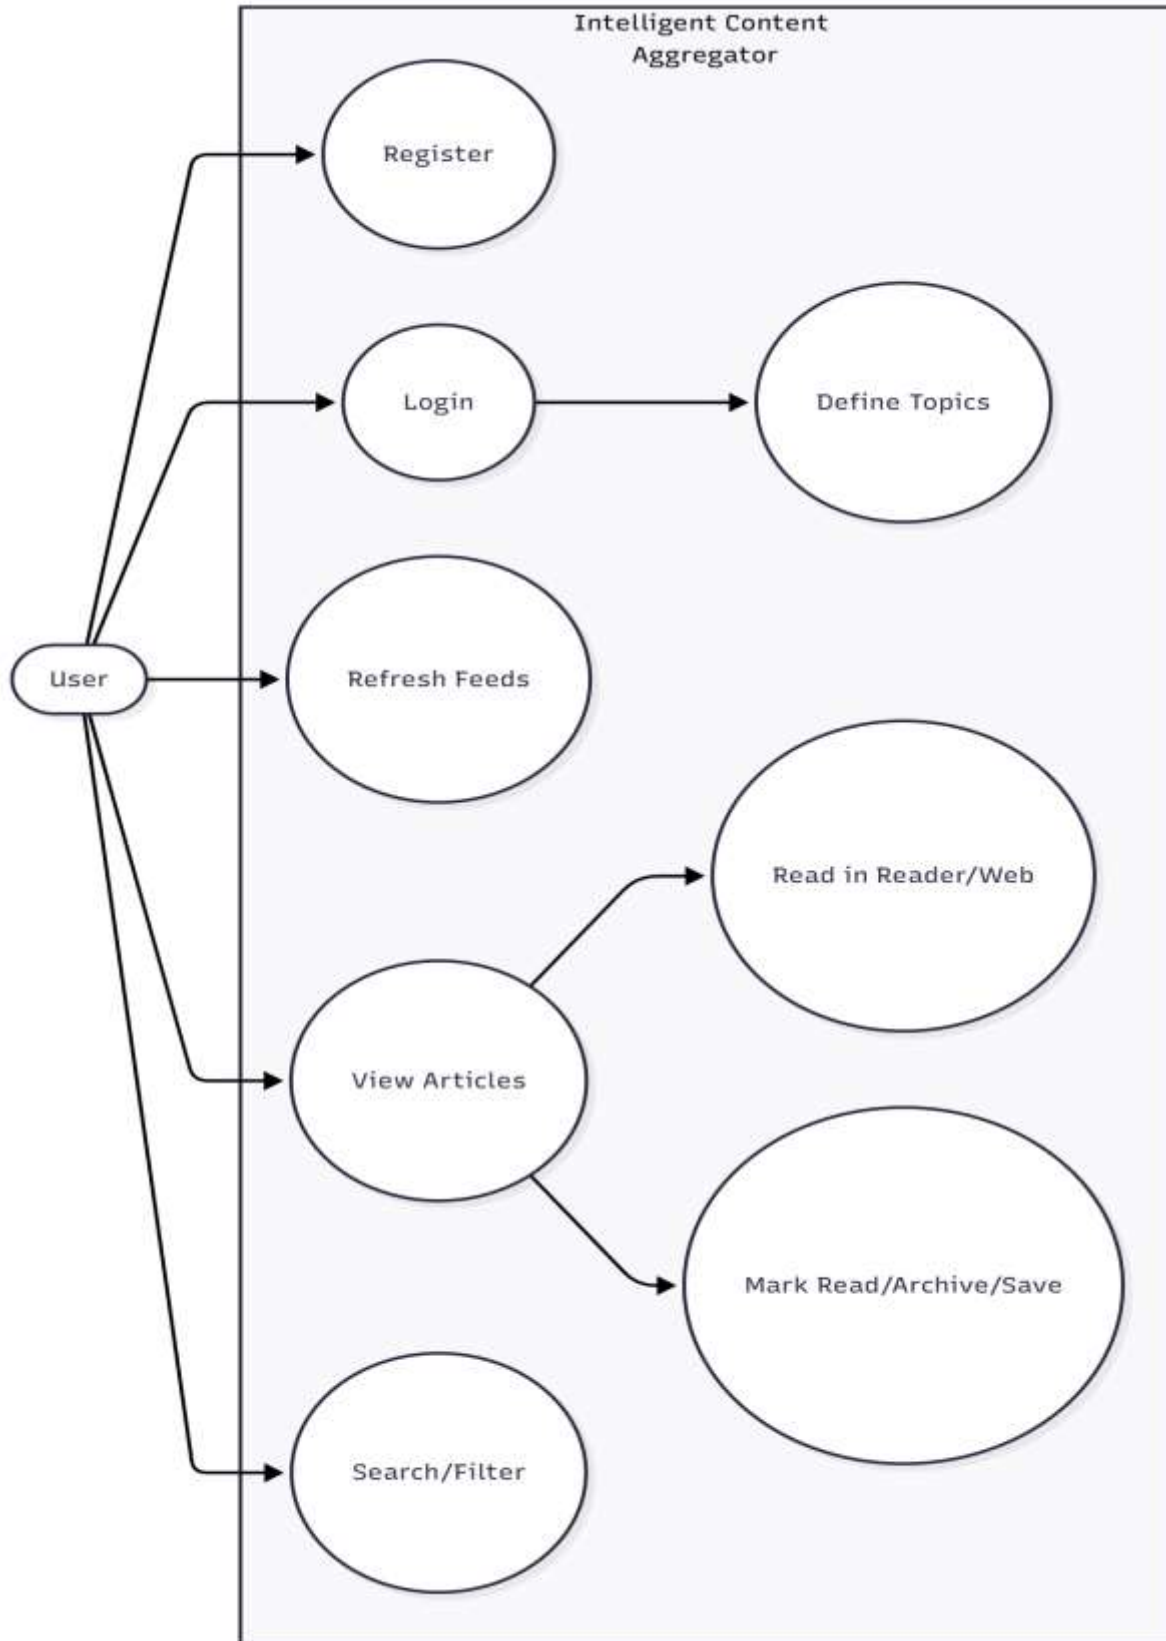 Intelligent Content
Aggregator
Register
Login
Define Topics
User
Refresh Feeds
Read in Reader/Web
View Articles
Mark Read/Archive/Save
Search/Filter